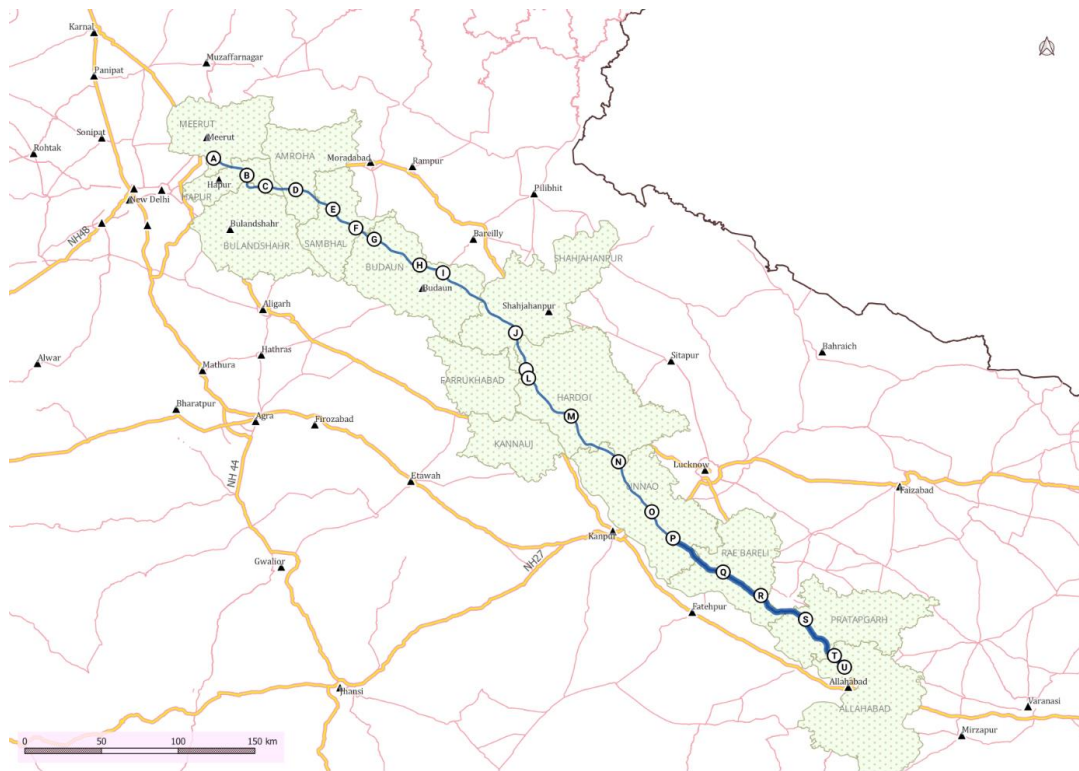 Karnal
Muzaffarnagar
Panipat
MEERUT
Sonipat
Meerut
Rohtak
AMROHA
Moradabad
Rampur
A
B
C
D
Hapur
HAPUR
Pilibhit
New Delhi
E
Bulandshahr
BULANDSHAHR
SAMBHAL
F
G
NH48
Bareilly
SHAHJAHANPUR
BUDAUN
H
I
Budaun
Aligarh
Shahjahanpur
J
Hathras
Alwar
Mathura
Sitapur
Bahraich
L
FARRUKHABAD
HARDOI
Bharatpur
Agra
Firozabad
M
KANNAUJ
NH 44
N
Lucknow
Etawah
UNNAO
Faizabad
O
Kanpur
P
RAE BARELI
Gwalior
NH27
Q
R
Fatehpur
S
PRATAPGARH
T
U
Jhansi
Allahabad
ALLAHABAD
Varanasi
Mirzapur
0 50 100 150 km